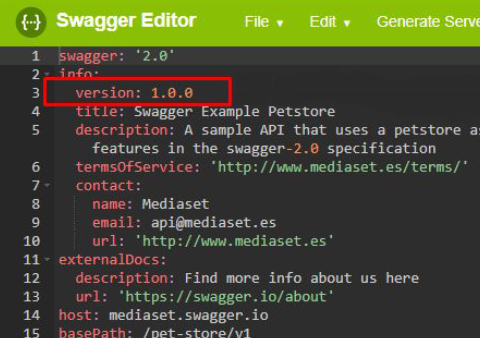 {··} Swagger Editor File ▾ Edit ▾ Generate Serve
1 swagger: '2.0'
2 info:
3 version: 1.0.0
4 title: Swagger Example Petstore
5 description: A sample API that uses a petstore as
features in the swagger-2.0 specification
6 termsOfService: 'http://www.mediaset.es/terms/'
7 contact:
8 name: Mediaset
9 email: api@mediaset.es
10 url: 'http://www.mediaset.es'
11 externalDocs:
12 description: Find more info about us here
13 url: 'https://swagger.io/about'
14 host: mediaset.swagger.io
15 basePath: /pet-store/v1